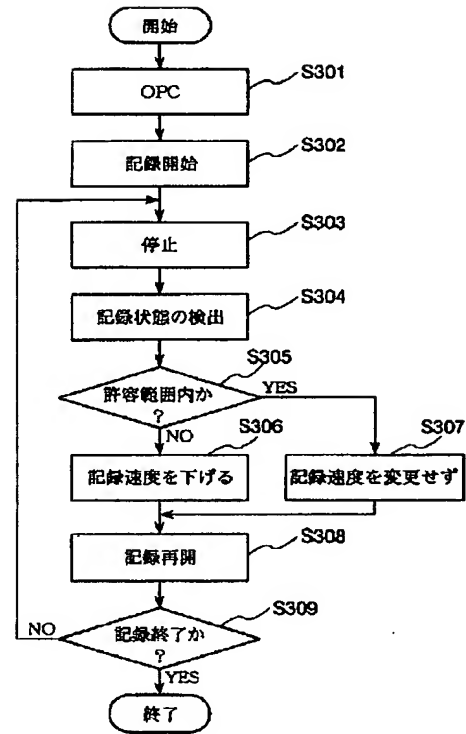 開始
S301
OPC
S302
記録開始
S303
停止
S304
記録状態の検出
S305
許容範囲内か
?
YES
NO
S306
記録速度を下げる
S307
記録速度を変更せず
S308
記録再開
S309
記録終了か
?
NO
YES
終了